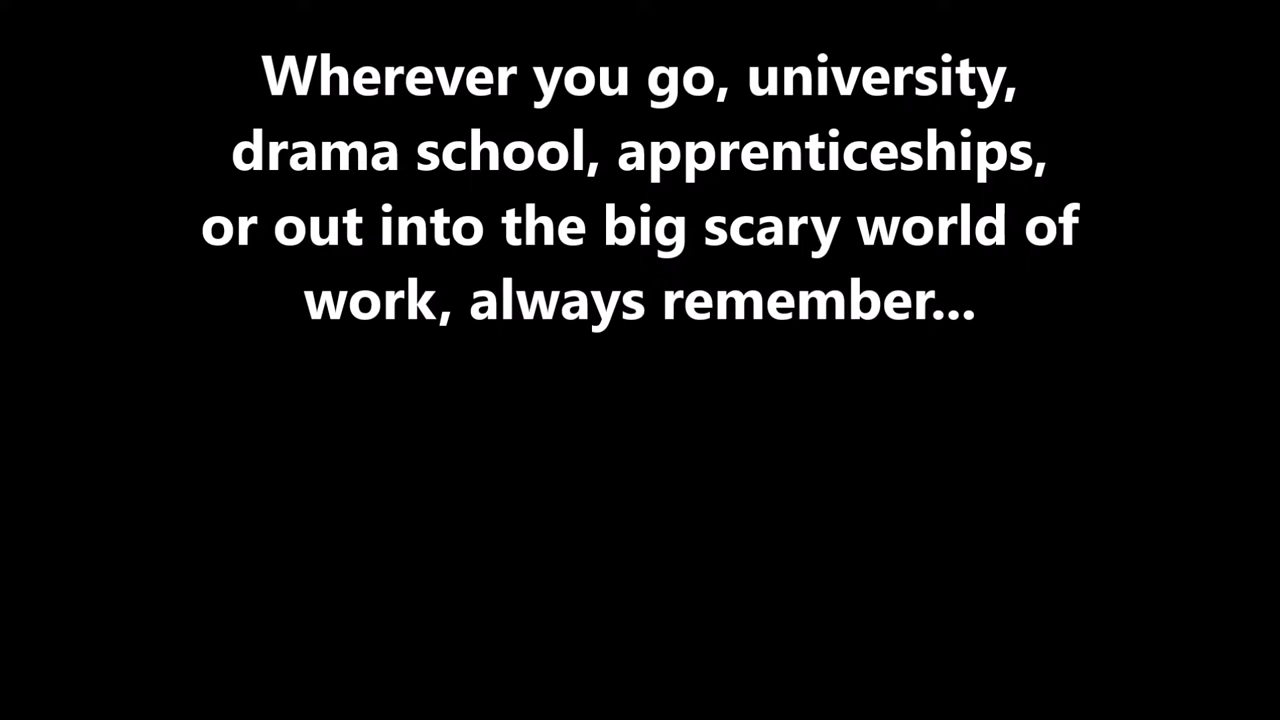 Wherever you go, university,
drama school, apprenticeships,
or out into the big scary world of
work, always remember...